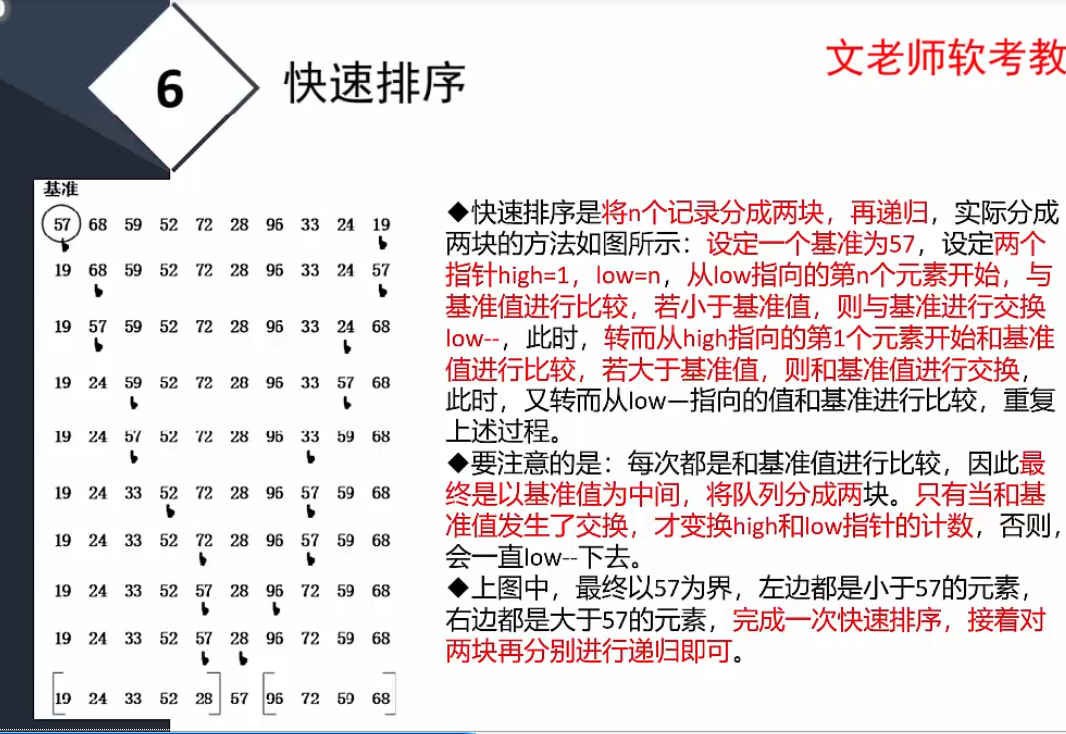 6
快速排序
文老师软考教
基准
57 68 59 52 72 28 96 33 24 19
19 68 59 52 72 28 96 33 24 57
19 57 59 52 72 28 96 33 24 68
19 24 59 52 72 28 96 33 57 68
19 24 57 52 72 28 96 33 59 68
19 24 33 52 72 28 96 57 59 68
19 24 33 52 72 28 96 57 59 68
19 24 33 52 57 28 96 72 59 68
19 24 33 52 57 28 96 72 59 68
[19 24 33 52 28] 57 [96 72 59 68]
◆快速排序是将n个记录分成两块，再递归，实际分成
两块的方法如图所示：设定一个基准为57，设定两个
指针high=1，low=n，从low指向的第n个元素开始，与
基准值进行比较，若小于基准值，则与基准进行交换
low--，此时，转而从high指向的第1个元素开始和基准
值进行比较，若大于基准值，则和基准值进行交换，
此时，又转而从low—指向的值和基准进行比较，重复
上述过程。
◆要注意的是：每次都是和基准值进行比较，因此最
终是以基准值为中间，将队列分成两块。只有当和基
准值发生了交换，才变换high和low指针的计数，否则，
会一直low--下去。
◆上图中，最终以57为界，左边都是小于57的元素，
右边都是大于57的元素，完成一次快速排序，接着对
两块再分别进行递归即可。